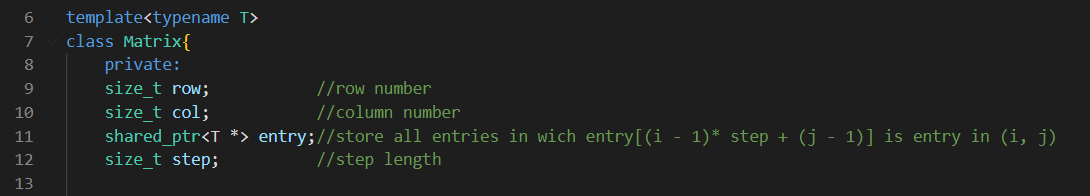 6 template<typename T>
7 class Matrix{
8 private:
9 size_t row; //row number
10 size_t col; //column number
11 shared_ptr<T *> entry;//store all entries in wich entry[(i - 1)* step + (j - 1)] is entry in (i, j)
12 size_t step; //step length
13